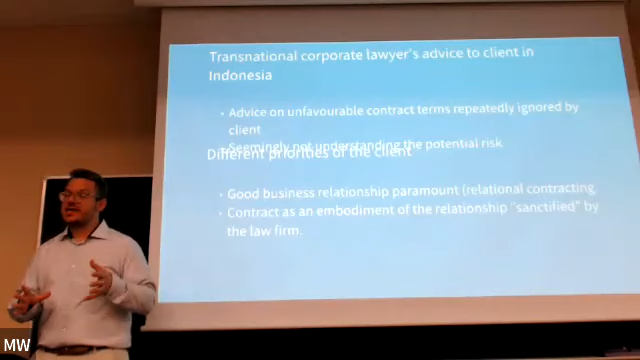 Transnational corporate lawyer's advice to client in
Indonesia
• Advice on unfavourable contract terms repeatedly ignored by
client
• Seemingly not understanding the potential risk
Different priorities of the client
• Good business relationship paramount (relational contracting
• Contract as an embodiment of the relationship "sanctified" by
the law firm.
MW